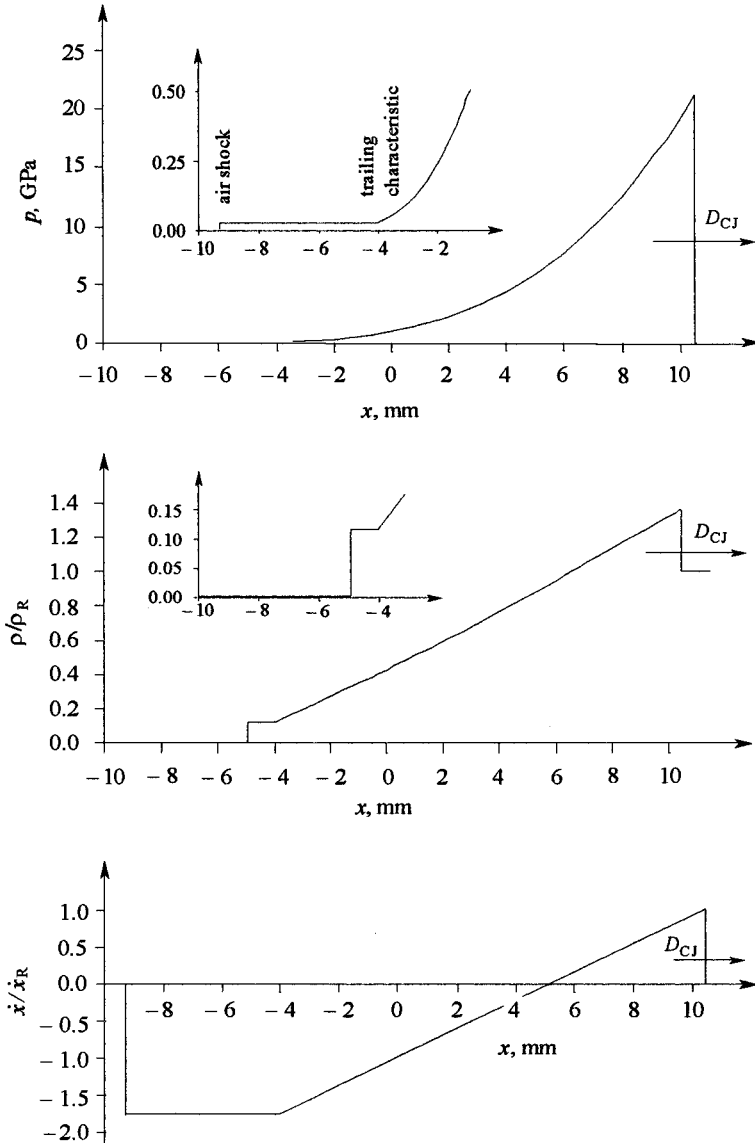 25
20
15
10
5
0
p, GPa
0.50
0.25
0.00
air shock
trailing
characteristic
−10 −8 −6 −4 −2
D_CJ
−10 −8 −6 −4 −2 0 2 4 6 8 10
x, mm
1.4
1.2
1.0
0.8
0.6
0.4
0.2
0.0
ρ/ρ_R
0.15
0.10
0.05
0.00
−10 −8 −6 −4
D_CJ
−10 −8 −6 −4 −2 0 2 4 6 8 10
x, mm
1.0
0.5
0.0
−0.5
−1.0
−1.5
−2.0
ẋ/ẋ_R
D_CJ
−8 −6 −4 −2 0 2 4 6 8 10
x, mm